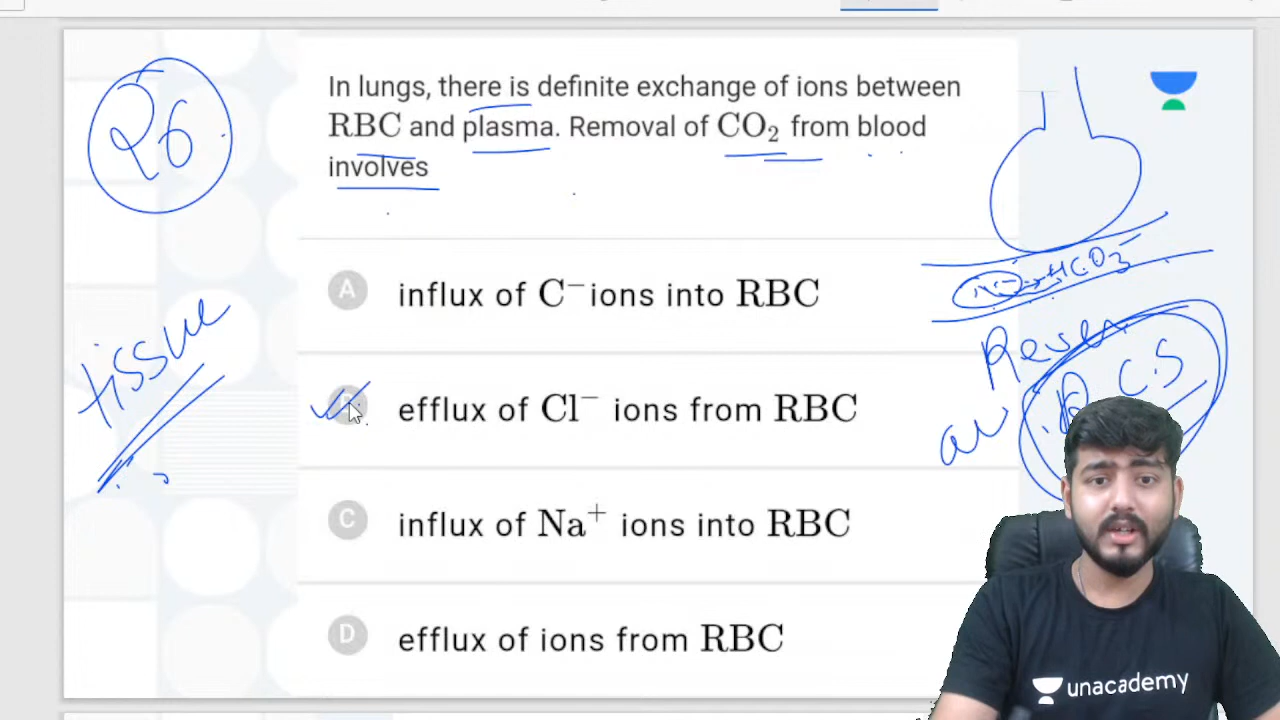 Q6
In lungs, there is definite exchange of ions between
RBC and plasma. Removal of CO₂ from blood
involves
A influx of C⁻ions into RBC
efflux of Cl⁻ ions from RBC
C influx of Na⁺ ions into RBC
D efflux of ions from RBC
tissue
HCO₃⁻
C.S
unacademy